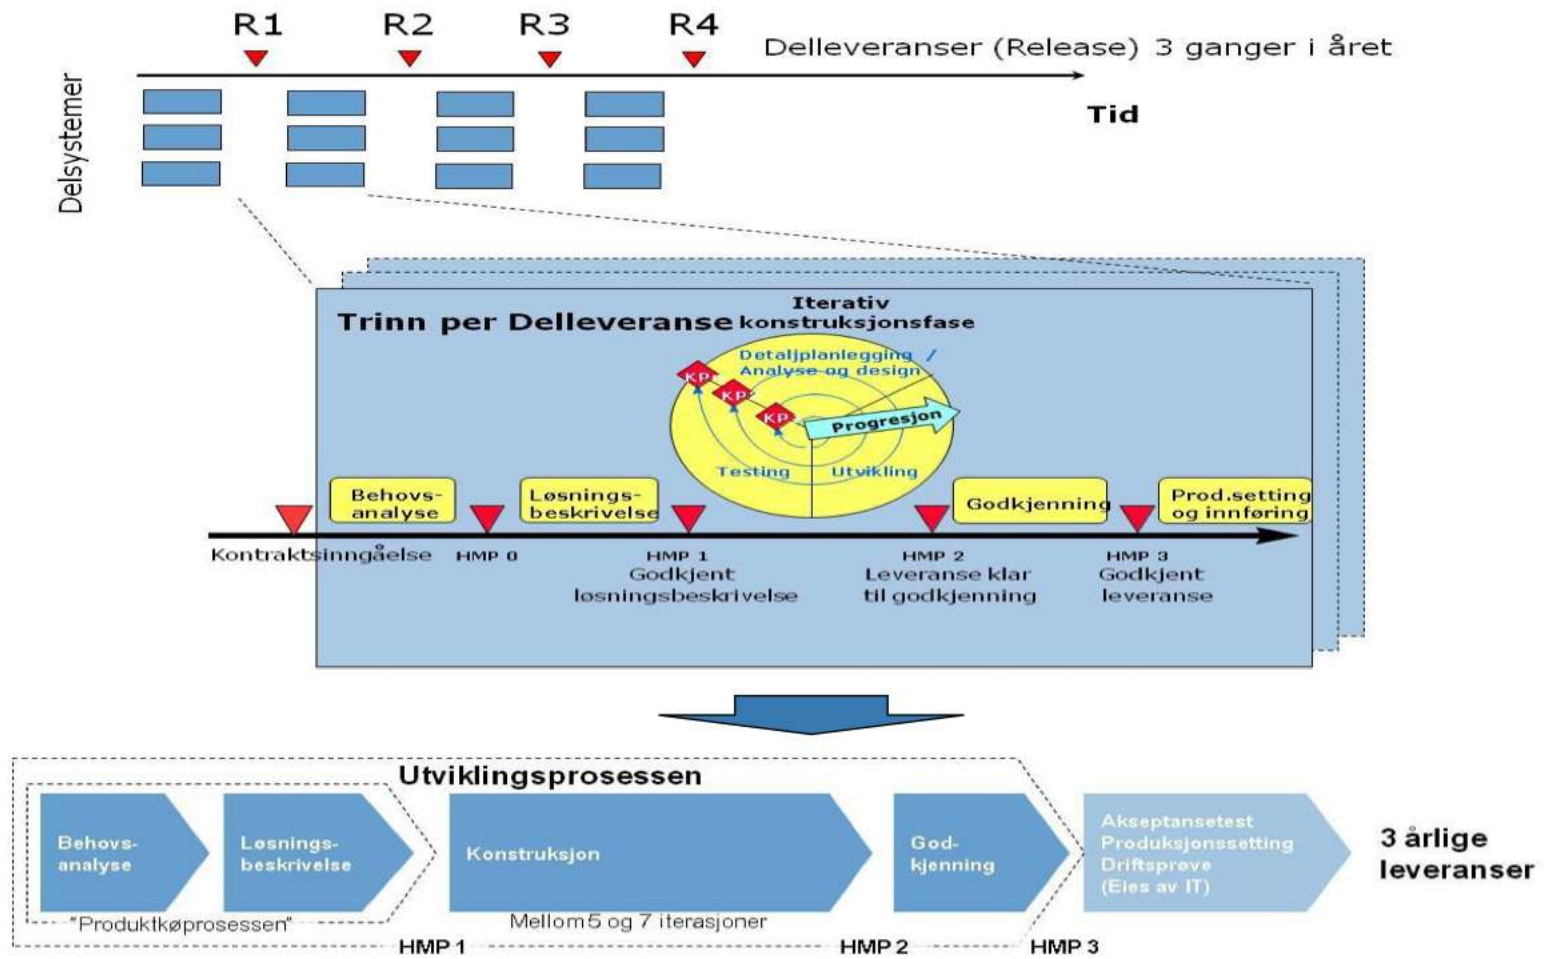 R1 R2 R3 R4
Delleveranser (Release) 3 ganger i året
Tid
Delsystemer
Trinn per Delleveranse
Iterativ
konstruksjonsfase
Detaljplanlegging /
Analyse og design
KP
KP
KP
Progresjon
Testing
Utvikling
Behovs-
analyse
Løsnings-
beskrivelse
Godkjenning
Prod.setting
og innføring
Kontraktsinngåelse
HMP 0
HMP 1
Godkjent
løsningsbeskrivelse
HMP 2
Leveranse klar
til godkjenning
HMP 3
Godkjent
leveranse
Utviklingsprosessen
Behovs-
analyse
Løsnings-
beskrivelse
Konstruksjon
God-
kjenning
Akseptansetest
Produksjonssetting
Driftsprøve
(Eies av IT)
3 årlige
leveranser
"Produktkøprosessen"
Mellom 5 og 7 iterasjoner
HMP 1
HMP 2
HMP 3